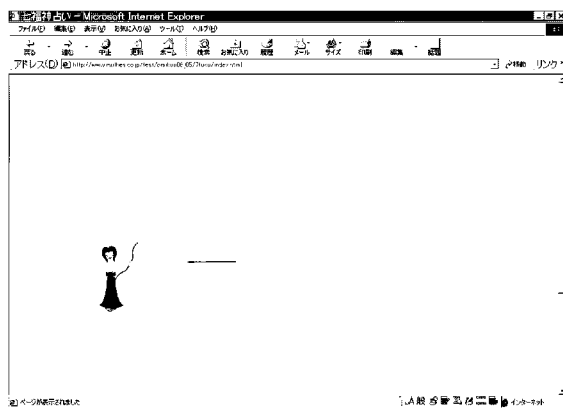 七福神占い - Microsoft Internet Explorer
ファイル(F) 編集(E) 表示(V) お気に入り(A) ツール(T) ヘルプ(H)
戻る 進む 中止 更新 ホーム 検索 お気に入り 履歴 メール サイズ 印刷 編集
アドレス(D) 移動 リンク
ページが表示されました
A 般
インターネット